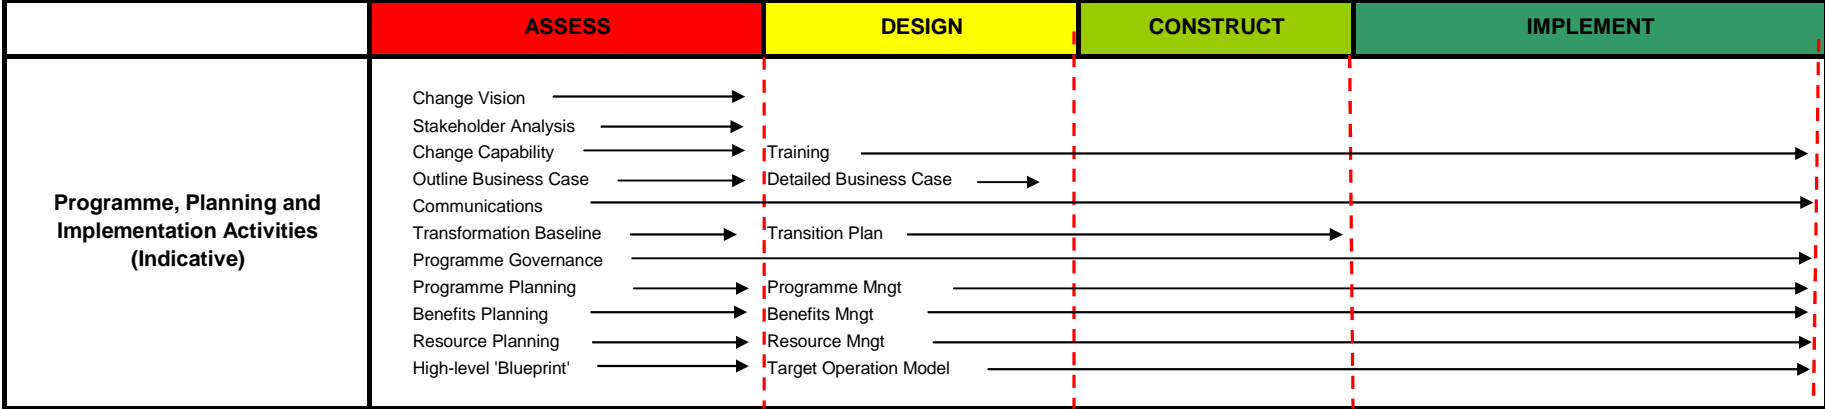 ASSESS DESIGN CONSTRUCT IMPLEMENT
Programme, Planning and
Implementation Activities
(Indicative)
Change Vision
Stakeholder Analysis
Change Capability Training
Outline Business Case Detailed Business Case
Communications
Transformation Baseline Transition Plan
Programme Governance
Programme Planning Programme Mngt
Benefits Planning Benefits Mngt
Resource Planning Resource Mngt
High-level 'Blueprint' Target Operation Model